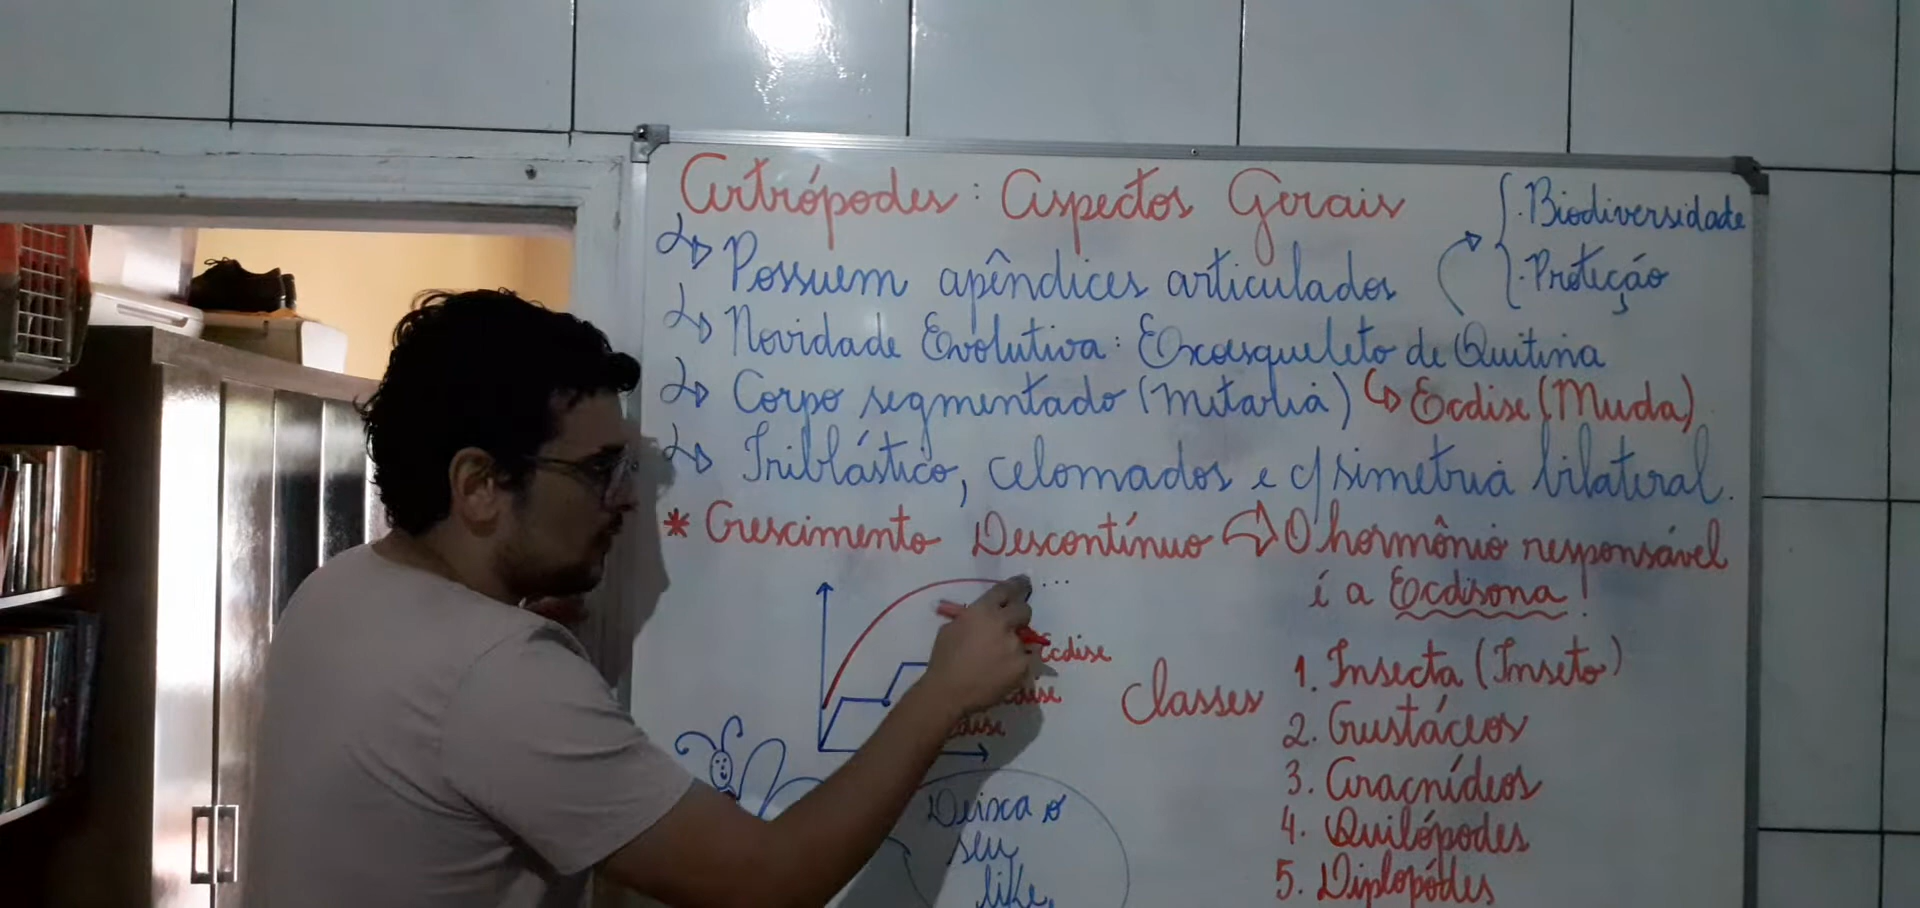 Artrópodes: Aspectos Gerais
Possuem apêndices articulados
· Biodiversidade
· Proteção
Novidade Evolutiva: Exoesqueleto de Quitina
Corpo segmentado (metaria) Ecdise (Muda)
Triblástico, celomados e c/ simetria bilateral.
* Crescimento Descontínuo O hormônio responsável
é a Ecdisona!
...
Ecdise
Classes
1. Insecta (Inseto)
2. Crustáceos
3. Aracnídeos
4. Quilópodes
5. Diplopódes
Deixa o
seu
like,